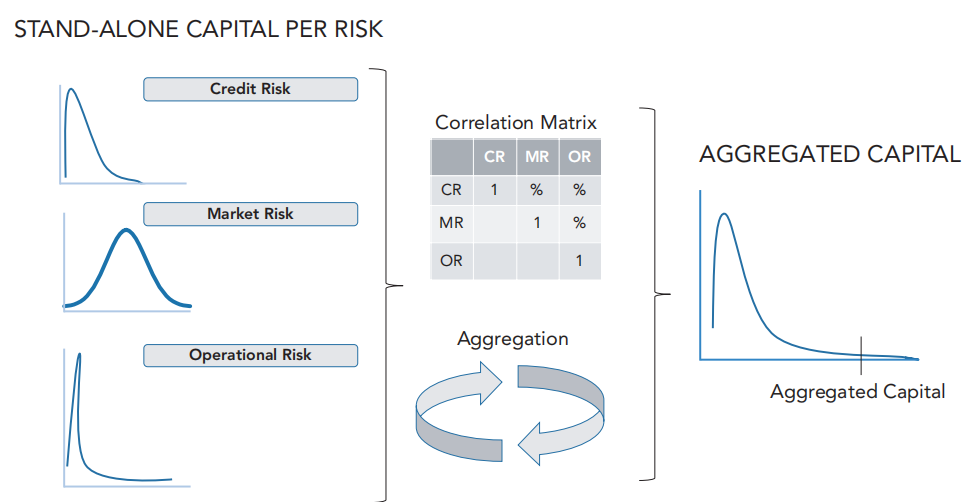 STAND-ALONE CAPITAL PER RISK
Credit Risk
Market Risk
Operational Risk
Correlation Matrix
CR MR OR
CR 1 % %
MR 1 %
OR 1
Aggregation
AGGREGATED CAPITAL
Aggregated Capital